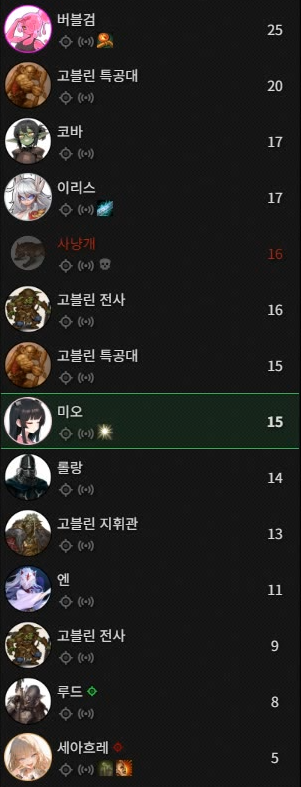 버블검 25
고블린 특공대 20
코바 17
이리스 17
사냥개 16
고블린 전사 16
고블린 특공대 15
미오 15
롤랑 14
고블린 지휘관 13
엔 11
고블린 전사 9
루드 8
세아흐레 5